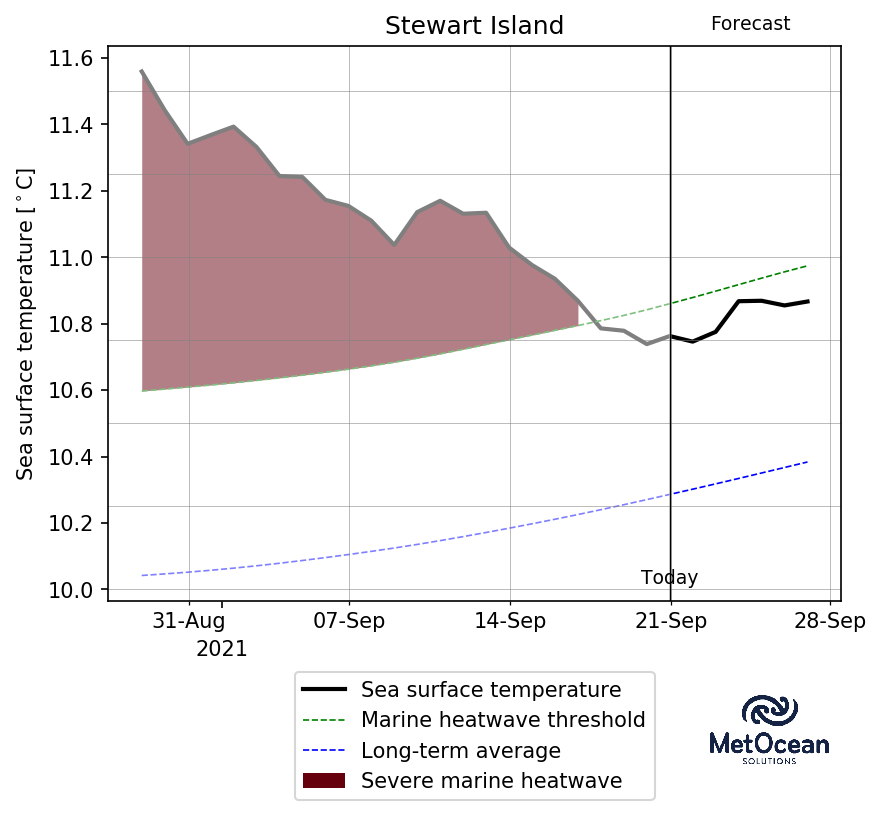 Stewart Island
Forecast
Sea surface temperature [ ° C]
11.6
11.4
11.2
11.0
10.8
10.6
10.4
10.2
10.0
Today
31-Aug 07-Sep 14-Sep 21-Sep 28-Sep
2021
Sea surface temperature
Marine heatwave threshold
Long-term average
Severe marine heatwave
MetOcean
SOLUTIONS